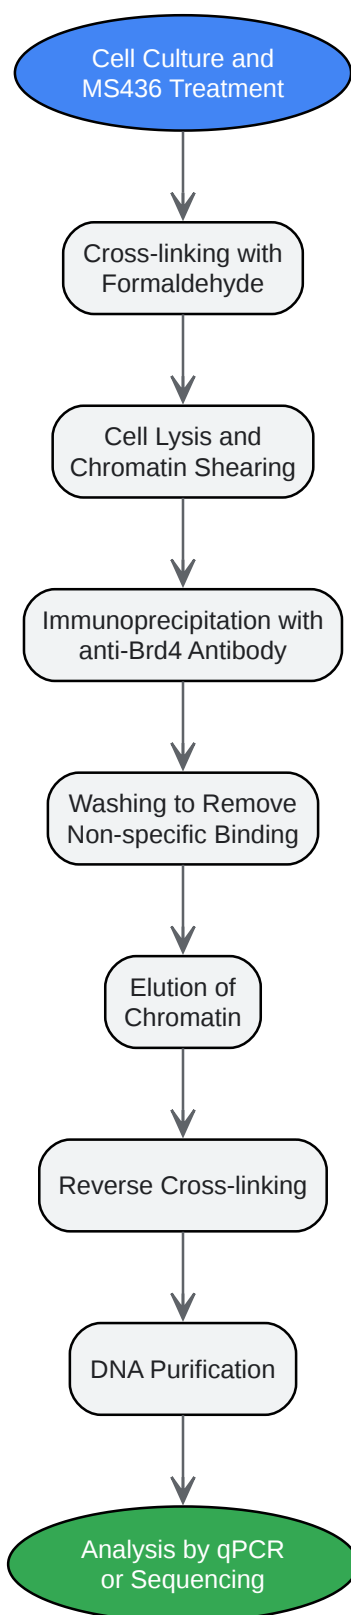 Cell Culture and
MS436 Treatment
Cross-linking with
Formaldehyde
Cell Lysis and
Chromatin Shearing
Immunoprecipitation with
anti-Brd4 Antibody
Washing to Remove
Non-specific Binding
Elution of
Chromatin
Reverse Cross-linking
DNA Purification
Analysis by qPCR
or Sequencing